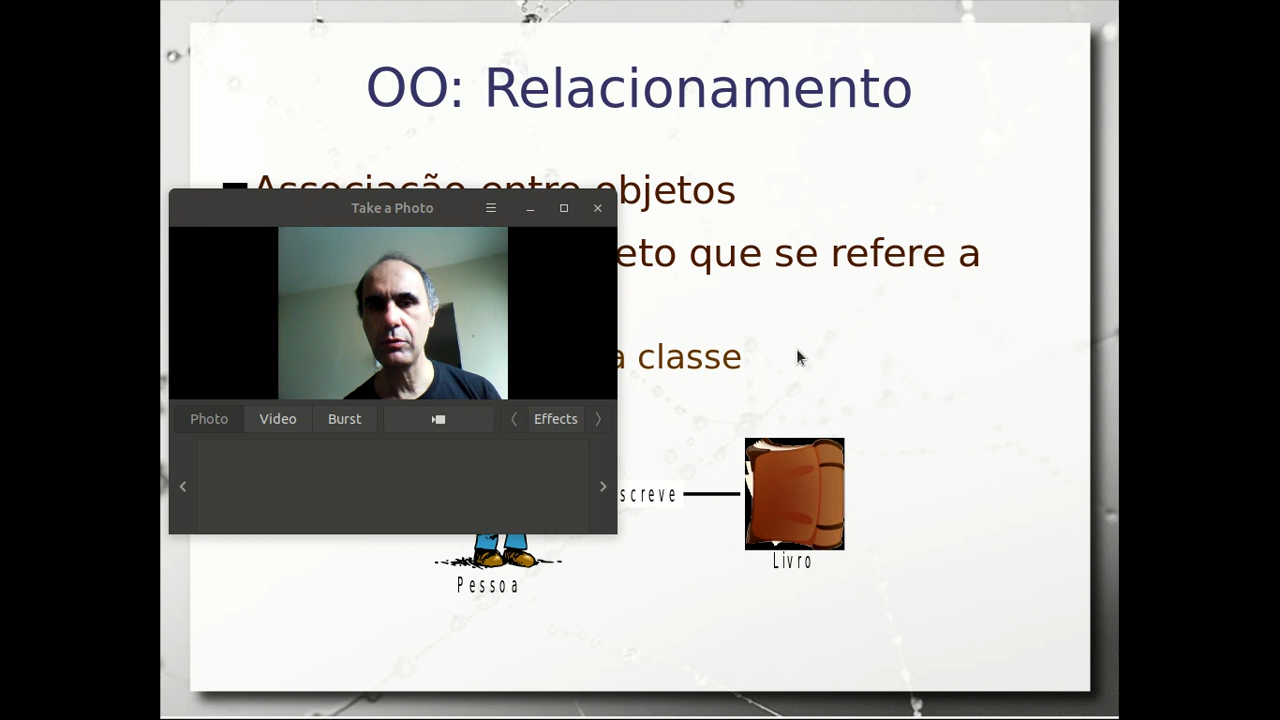 OO: Relacionamento
Associação entre objetos
eto que se refere a
Take a Photo
a classe
Photo Video Burst Effects
screve
Livro
Pessoa